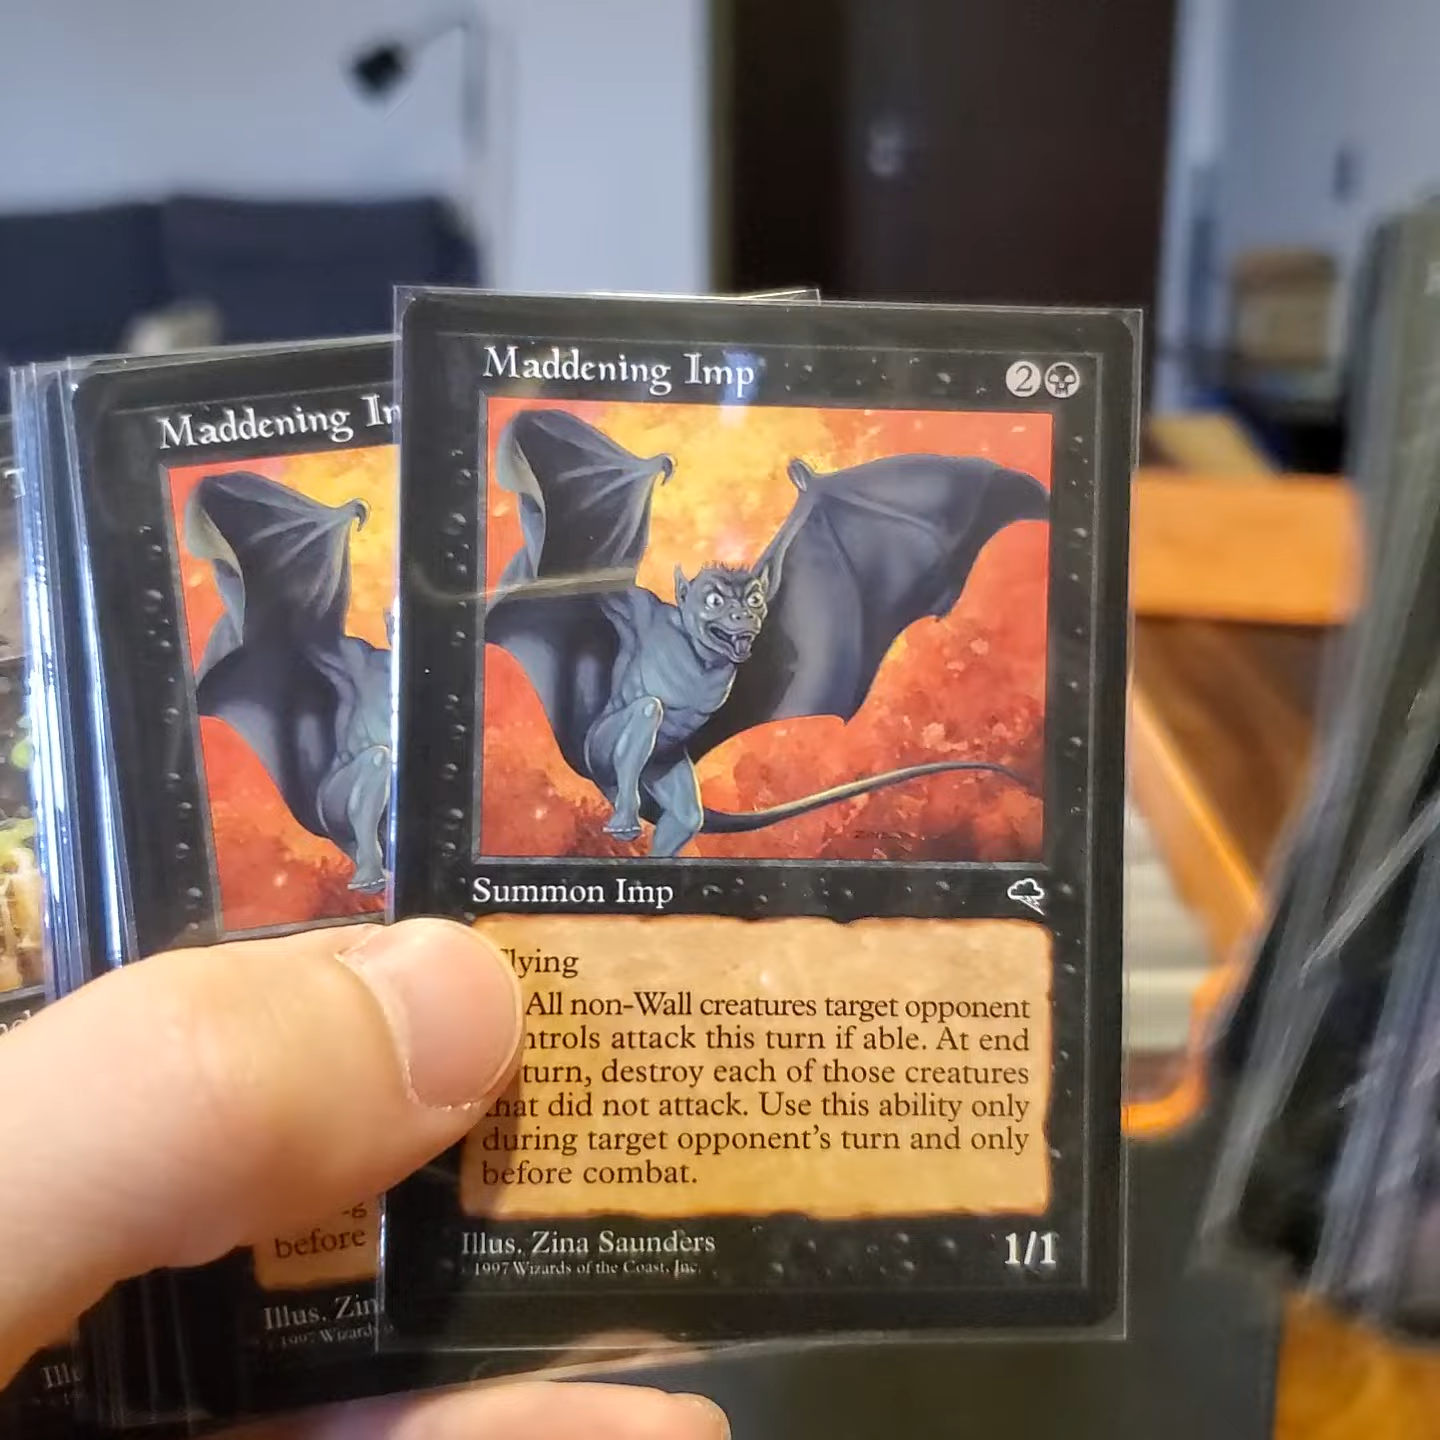 Maddening Imp
2
Summon Imp
Flying
All non-Wall creatures target opponent
controls attack this turn if able. At end
turn, destroy each of those creatures
that did not attack. Use this ability only
during target opponent's turn and only
before combat.
Illus. Zina Saunders
1997 Wizards of the Coast, Inc.
1/1
Maddening
before
Illus. Zin
1997 Wizards